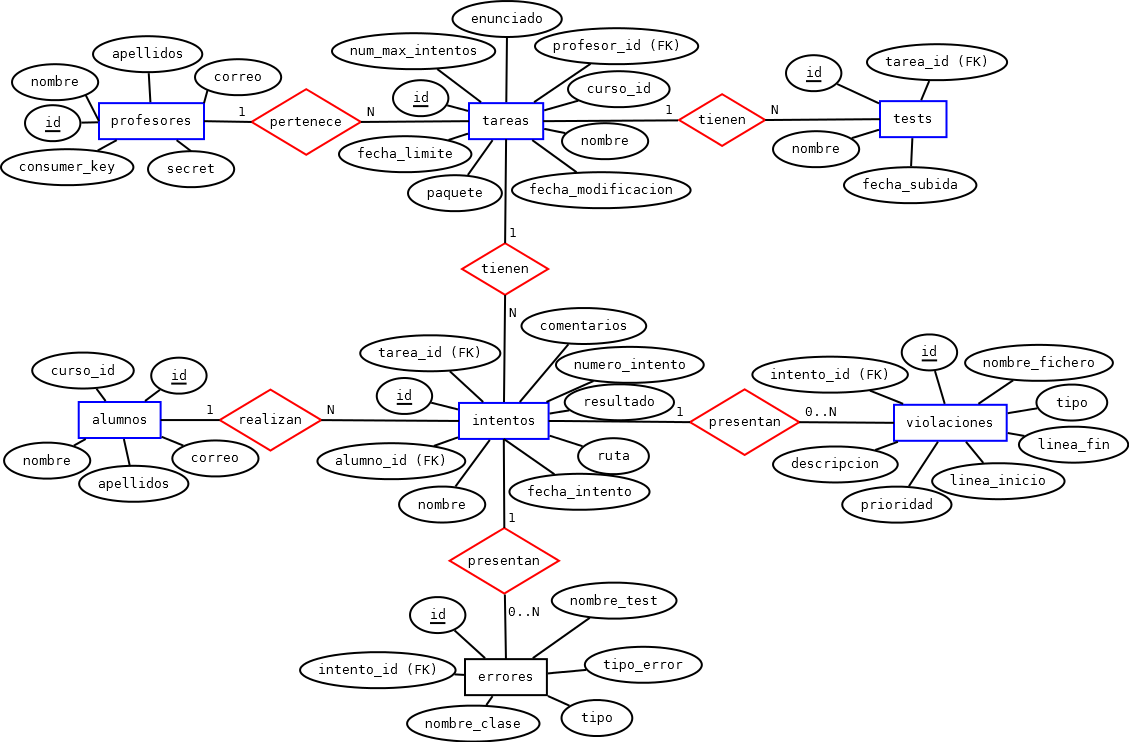 enunciado
num_max_intentos
profesor_id (FK)
apellidos
nombre
correo
id
curso_id
id
tarea_id (FK)
id
profesores
1
pertenece
N
tareas
1
tienen
N
tests
nombre
nombre
fecha_limite
consumer_key
secret
paquete
fecha_modificacion
fecha_subida
1
tienen
N
comentarios
tarea_id (FK)
numero_intento
id
resultado
curso_id
id
id
nombre_fichero
intento_id (FK)
tipo
alumnos
1
realizan
N
intentos
1
presentan
0..N
violaciones
linea_fin
nombre
correo
apellidos
alumno_id (FK)
ruta
fecha_intento
nombre
descripcion
linea_inicio
prioridad
1
presentan
0..N
id
nombre_test
intento_id (FK)
tipo_error
errores
nombre_clase
tipo